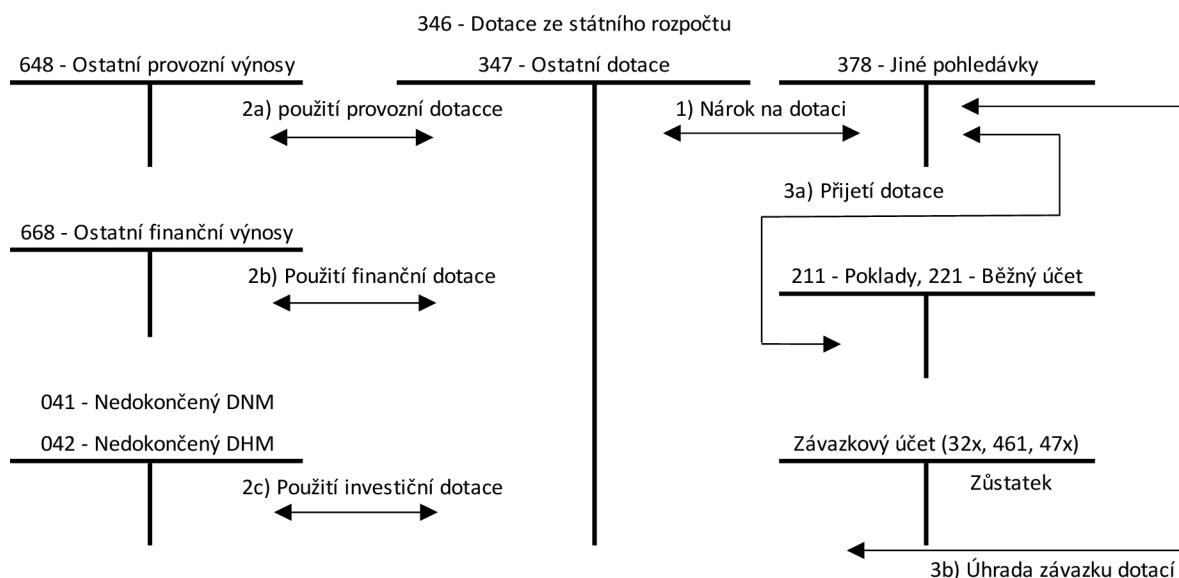 346 - Dotace ze státního rozpočtu
648 - Ostatní provozní výnosy
347 - Ostatní dotace
378 - Jiné pohledávky
2a) použití provozní dotacce
1) Nárok na dotaci
3a) Přijetí dotace
668 - Ostatní finanční výnosy
2b) Použití finanční dotace
211 - Poklady, 221 - Běžný účet
041 - Nedokončený DNM
042 - Nedokončený DHM
Závazkový účet (32x, 461, 47x)
2c) Použití investiční dotace
Zůstatek
3b) Úhrada závazku dotací